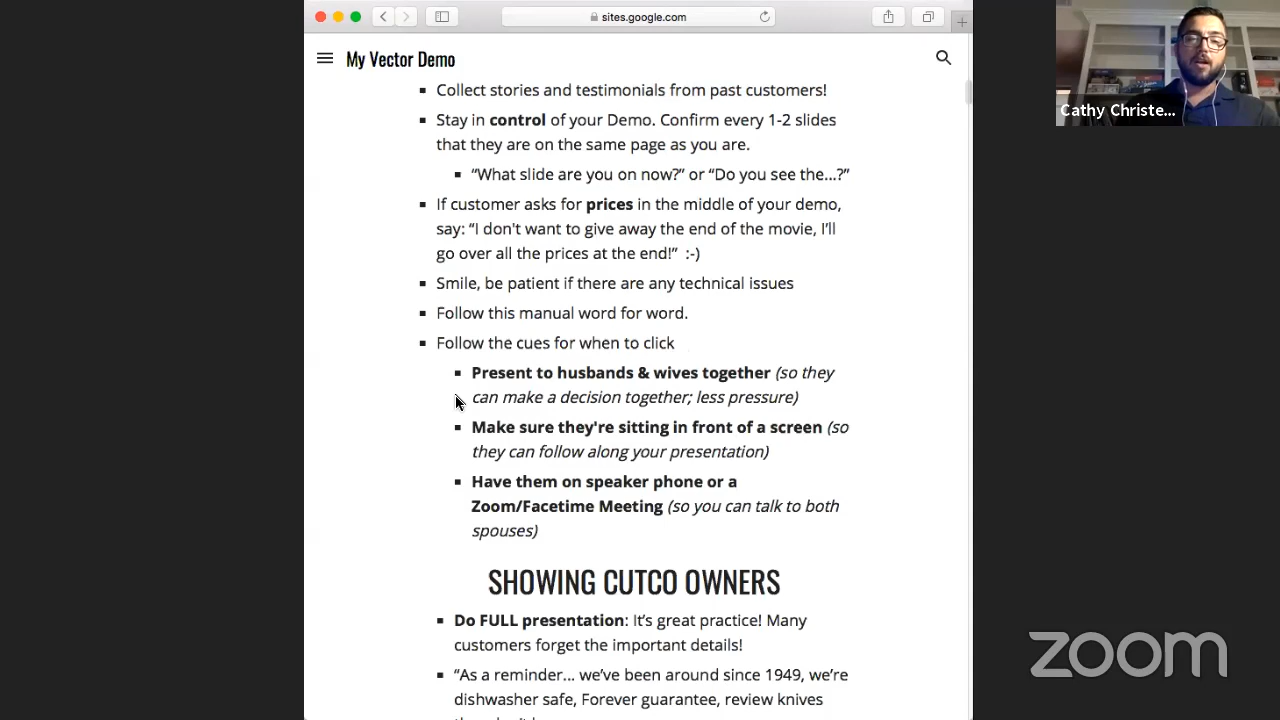 sites.google.com
My Vector Demo
Cathy Christe...
Collect stories and testimonials from past customers!
Stay in control of your Demo. Confirm every 1-2 slides
that they are on the same page as you are.
“What slide are you on now?” or “Do you see the...?”
If customer asks for prices in the middle of your demo,
say: “I don't want to give away the end of the movie, I’ll
go over all the prices at the end!”  :-)
Smile, be patient if there are any technical issues
Follow this manual word for word.
Follow the cues for when to click
Present to husbands & wives together (so they
can make a decision together; less pressure)
Make sure they're sitting in front of a screen (so
they can follow along your presentation)
Have them on speaker phone or a
Zoom/Facetime Meeting (so you can talk to both
spouses)
SHOWING CUTCO OWNERS
Do FULL presentation: It’s great practice! Many
customers forget the important details!
“As a reminder... we’ve been around since 1949, we’re
dishwasher safe, Forever guarantee, review knives
zoom